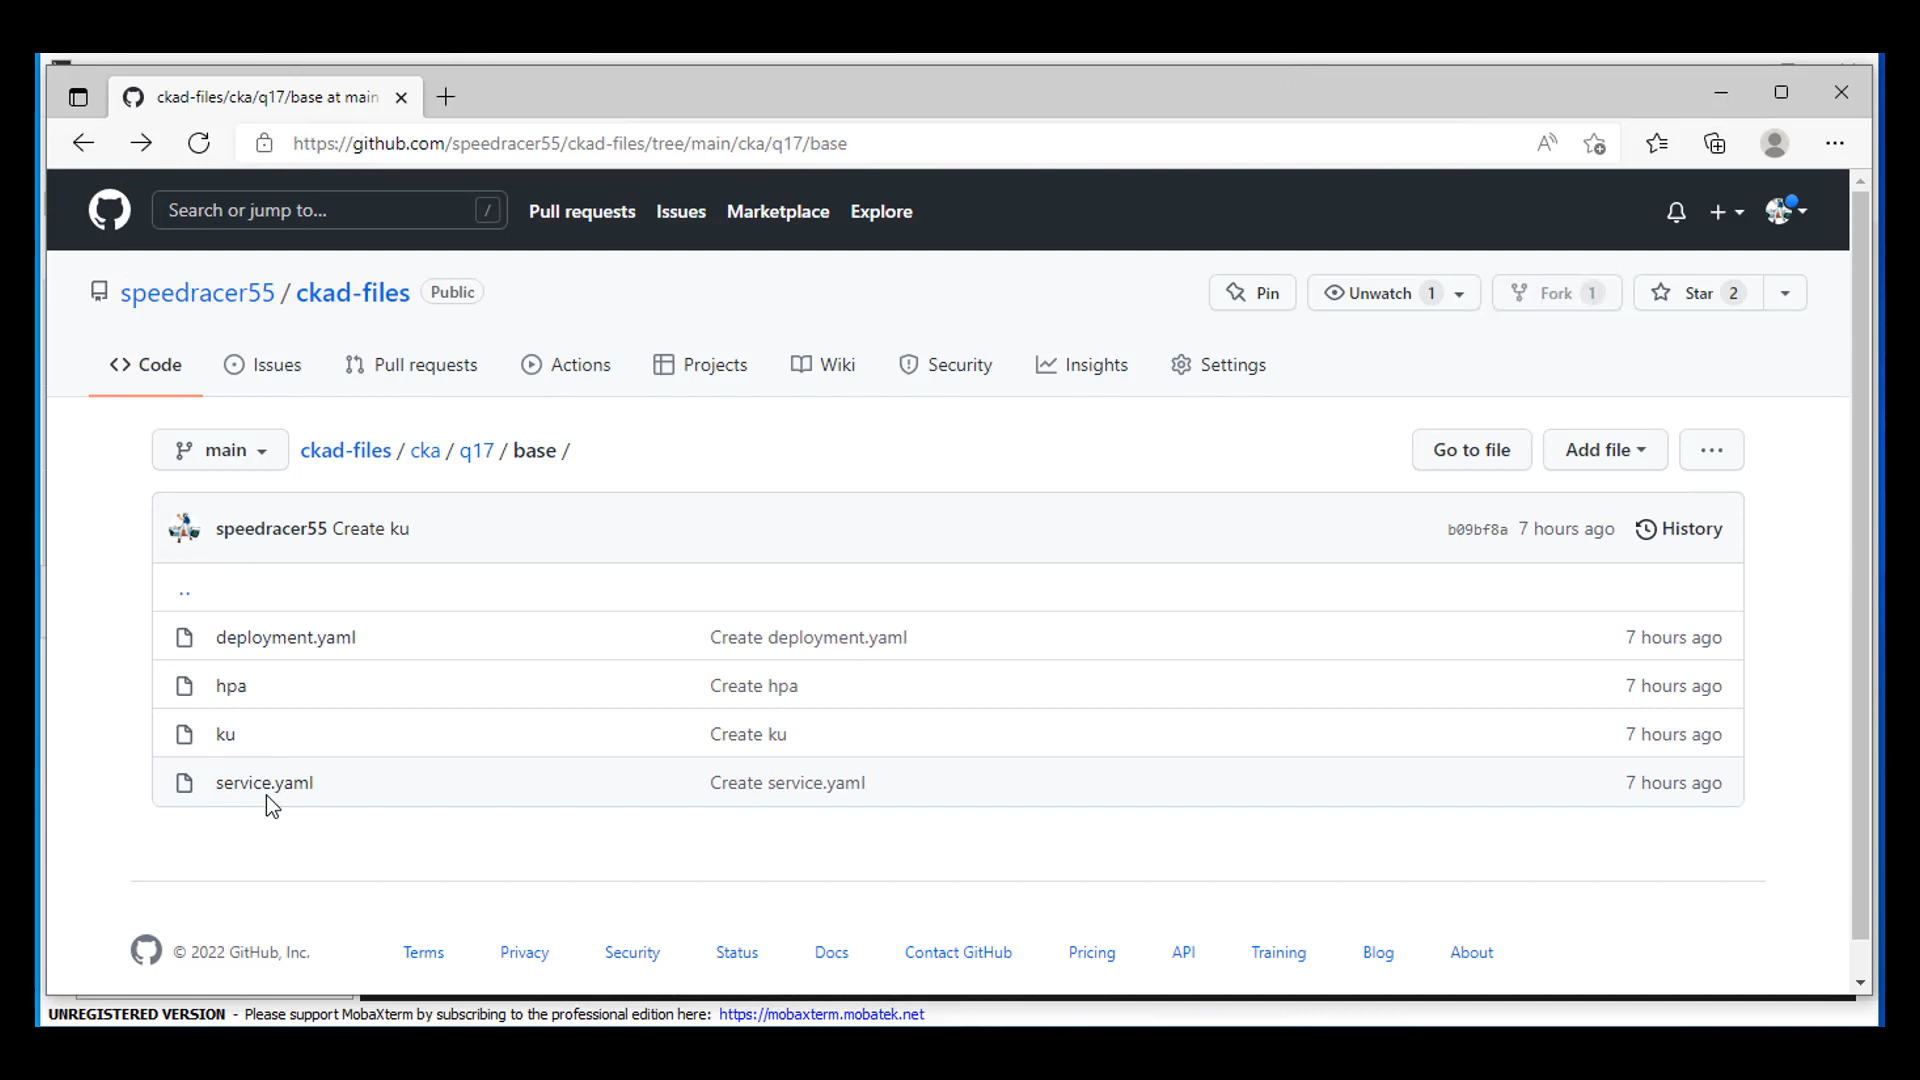 ckad-files/cka/q17/base at main
https://github.com/speedracer55/ckad-files/tree/main/cka/q17/base
Search or jump to... / Pull requests Issues Marketplace Explore
speedracer55 / ckad-files Public Pin Unwatch 1 Fork 1 Star 2
Code Issues Pull requests Actions Projects Wiki Security Insights Settings
main ckad-files / cka / q17 / base / Go to file Add file
speedracer55 Create ku b09bf8a 7 hours ago History
..
deployment.yaml Create deployment.yaml 7 hours ago
hpa Create hpa 7 hours ago
ku Create ku 7 hours ago
service.yaml Create service.yaml 7 hours ago
© 2022 GitHub, Inc. Terms Privacy Security Status Docs Contact GitHub Pricing API Training Blog About
UNREGISTERED VERSION - Please support MobaXterm by subscribing to the professional edition here: https://mobaxterm.mobatek.net